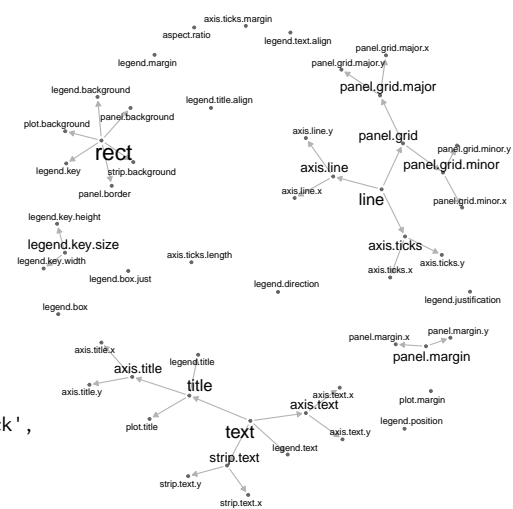 axis.ticks.margin
aspect.ratio
legend.text.align
legend.margin
panel.grid.major.x
panel.grid.major.y
panel.grid.major
legend.background
legend.title.align
panel.background
plot.background
axis.line.y
panel.grid
rect
panel.grid.minor.y
panel.grid.minor
legend.key
strip.background
axis.line
panel.border
axis.line.x
line
panel.grid.minor.x
legend.key.height
legend.key.size
axis.ticks
legend.key.width
axis.ticks.length
axis.ticks.y
axis.ticks.x
legend.box.just
legend.direction
legend.justification
legend.box
panel.margin.y
panel.margin.x
panel.margin
axis.title.x
legend.title
axis.title
axis.title.y
title
axis.text.x
plot.margin
axis.text
plot.title
legend.position
k',
text
axis.text.y
legend.text
strip.text
strip.text.y
strip.text.x